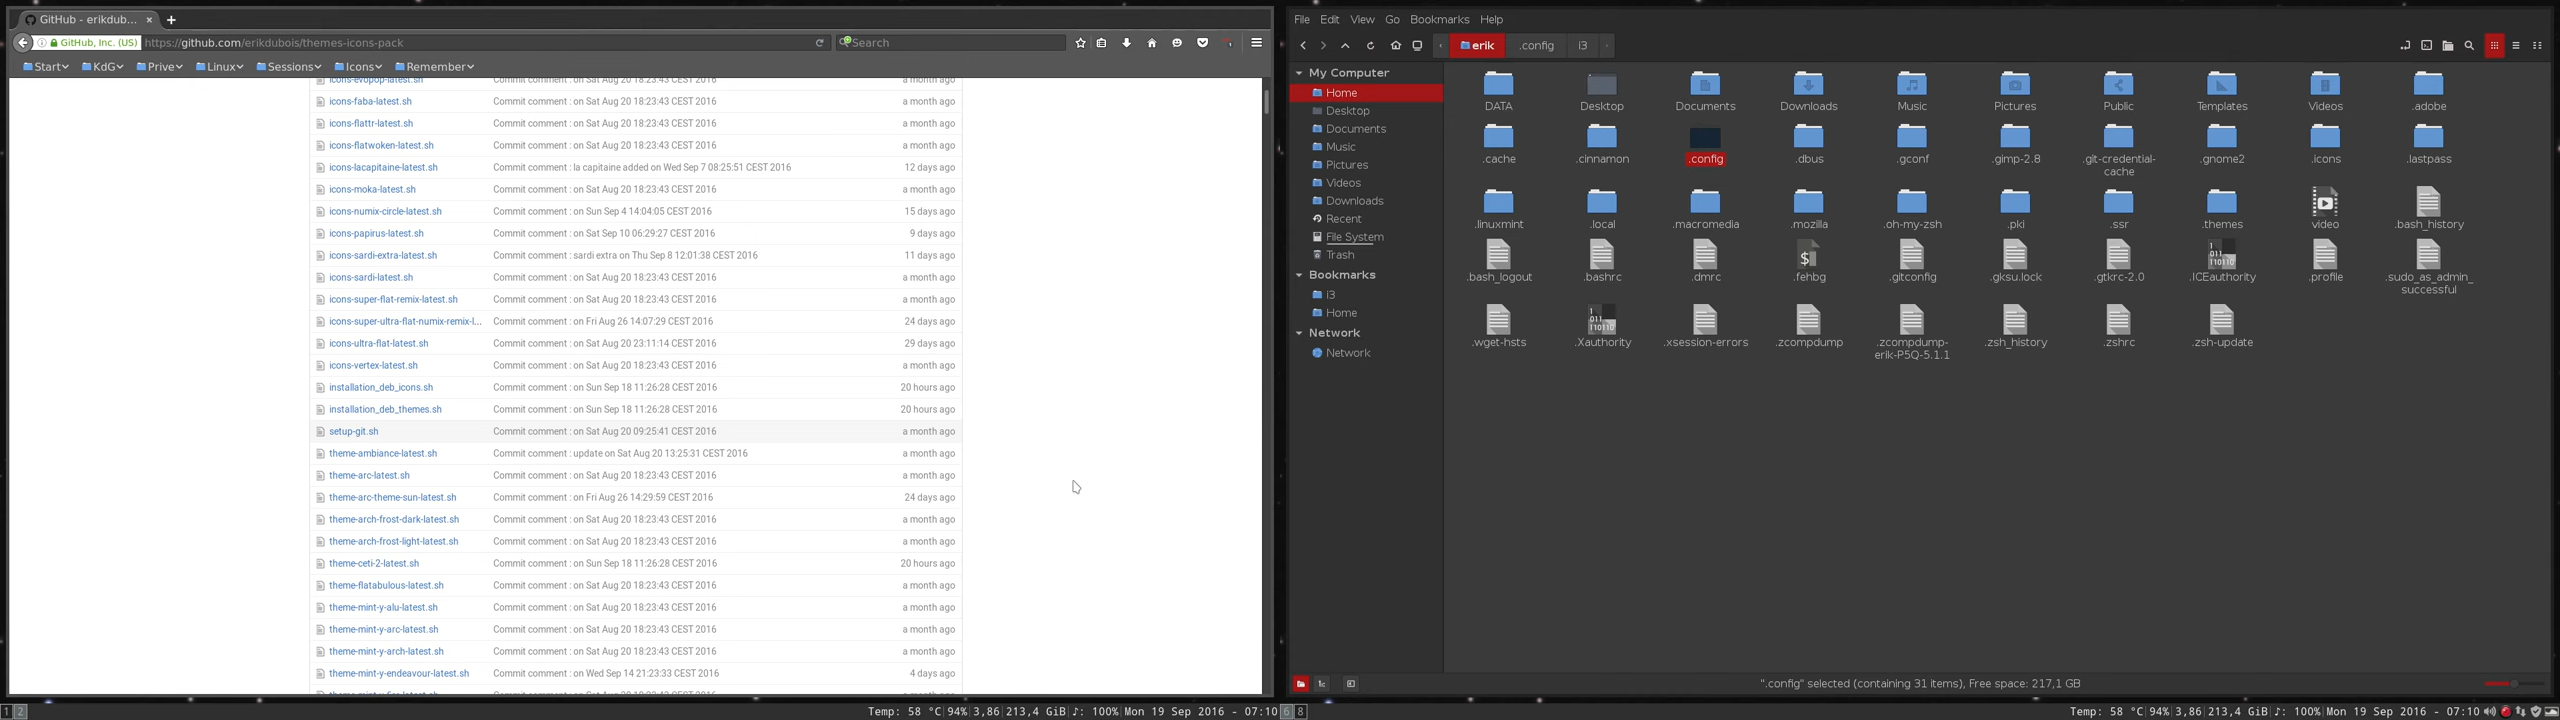 GitHub - erikdub...
GitHub, Inc. (US)
https://github.com/erikdubois/themes-icons-pack
Search
Start
KdG
Prive
Linux
Sessions
Icons
Remember
icons-evopop-latest.sh Commit comment : on Sat Aug 20 18:23:43 CEST 2016 a month ago
icons-faba-latest.sh Commit comment : on Sat Aug 20 18:23:43 CEST 2016 a month ago
icons-flattr-latest.sh Commit comment : on Sat Aug 20 18:23:43 CEST 2016 a month ago
icons-flatwoken-latest.sh Commit comment : on Sat Aug 20 18:23:43 CEST 2016 a month ago
icons-lacapitaine-latest.sh Commit comment : la capitaine added on Wed Sep 7 08:25:51 CEST 2016 12 days ago
icons-moka-latest.sh Commit comment : on Sat Aug 20 18:23:43 CEST 2016 a month ago
icons-numix-circle-latest.sh Commit comment : on Sun Sep 4 14:04:05 CEST 2016 15 days ago
icons-papirus-latest.sh Commit comment : on Sat Sep 10 06:29:27 CEST 2016 9 days ago
icons-sardi-extra-latest.sh Commit comment : sardi extra on Thu Sep 8 12:01:38 CEST 2016 11 days ago
icons-sardi-latest.sh Commit comment : on Sat Aug 20 18:23:43 CEST 2016 a month ago
icons-super-flat-remix-latest.sh Commit comment : on Sat Aug 20 18:23:43 CEST 2016 a month ago
icons-super-ultra-flat-numix-remix-l... Commit comment : on Fri Aug 26 14:07:29 CEST 2016 24 days ago
icons-ultra-flat-latest.sh Commit comment : on Sat Aug 20 23:11:14 CEST 2016 29 days ago
icons-vertex-latest.sh Commit comment : on Sat Aug 20 18:23:43 CEST 2016 a month ago
installation_deb_icons.sh Commit comment : on Sun Sep 18 11:26:28 CEST 2016 20 hours ago
installation_deb_themes.sh Commit comment : on Sun Sep 18 11:26:28 CEST 2016 20 hours ago
setup-git.sh Commit comment : on Sat Aug 20 09:25:41 CEST 2016 a month ago
theme-ambiance-latest.sh Commit comment : update on Sat Aug 20 13:25:31 CEST 2016 a month ago
theme-arc-latest.sh Commit comment : on Sat Aug 20 18:23:43 CEST 2016 a month ago
theme-arc-theme-sun-latest.sh Commit comment : on Fri Aug 26 14:29:59 CEST 2016 24 days ago
theme-arch-frost-dark-latest.sh Commit comment : on Sat Aug 20 18:23:43 CEST 2016 a month ago
theme-arch-frost-light-latest.sh Commit comment : on Sat Aug 20 18:23:43 CEST 2016 a month ago
theme-ceti-2-latest.sh Commit comment : on Sun Sep 18 11:26:28 CEST 2016 20 hours ago
theme-flatabulous-latest.sh Commit comment : on Sat Aug 20 18:23:43 CEST 2016 a month ago
theme-mint-y-alu-latest.sh Commit comment : on Sat Aug 20 18:23:43 CEST 2016 a month ago
theme-mint-y-arc-latest.sh Commit comment : on Sat Aug 20 18:23:43 CEST 2016 a month ago
theme-mint-y-arch-latest.sh Commit comment : on Sat Aug 20 18:23:43 CEST 2016 a month ago
theme-mint-y-endeavour-latest.sh Commit comment : on Wed Sep 14 21:23:33 CEST 2016 4 days ago
1 2
Temp: 58 °C|94%|3,86|213,4 GiB|♪: 100%|Mon 19 Sep 2016 - 07:10
File Edit View Go Bookmarks Help
erik .config i3
My Computer
Home
Desktop
Documents
Music
Pictures
Videos
Downloads
Recent
File System
Trash
Bookmarks
i3
Home
Network
Network
DATA Desktop Documents Downloads Music Pictures Public Templates Videos .adobe
.cache .cinnamon .config .dbus .gconf .gimp-2.8 .git-credential-cache .gnome2 .icons .lastpass
.linuxmint .local .macromedia .mozilla .oh-my-zsh .pki .ssr .themes video .bash_history
.bash_logout .bashrc .dmrc .fehbg .gitconfig .gksu.lock .gtkrc-2.0 .ICEauthority .profile .sudo_as_admin_successful
.wget-hsts .Xauthority .xsession-errors .zcompdump .zcompdump-erik-P5Q-5.1.1 .zsh_history .zshrc .zsh-update
".config" selected (containing 31 items), Free space: 217,1 GB
6 8
Temp: 58 °C|94%|3,86|213,4 GiB|♪: 100%|Mon 19 Sep 2016 - 07:10